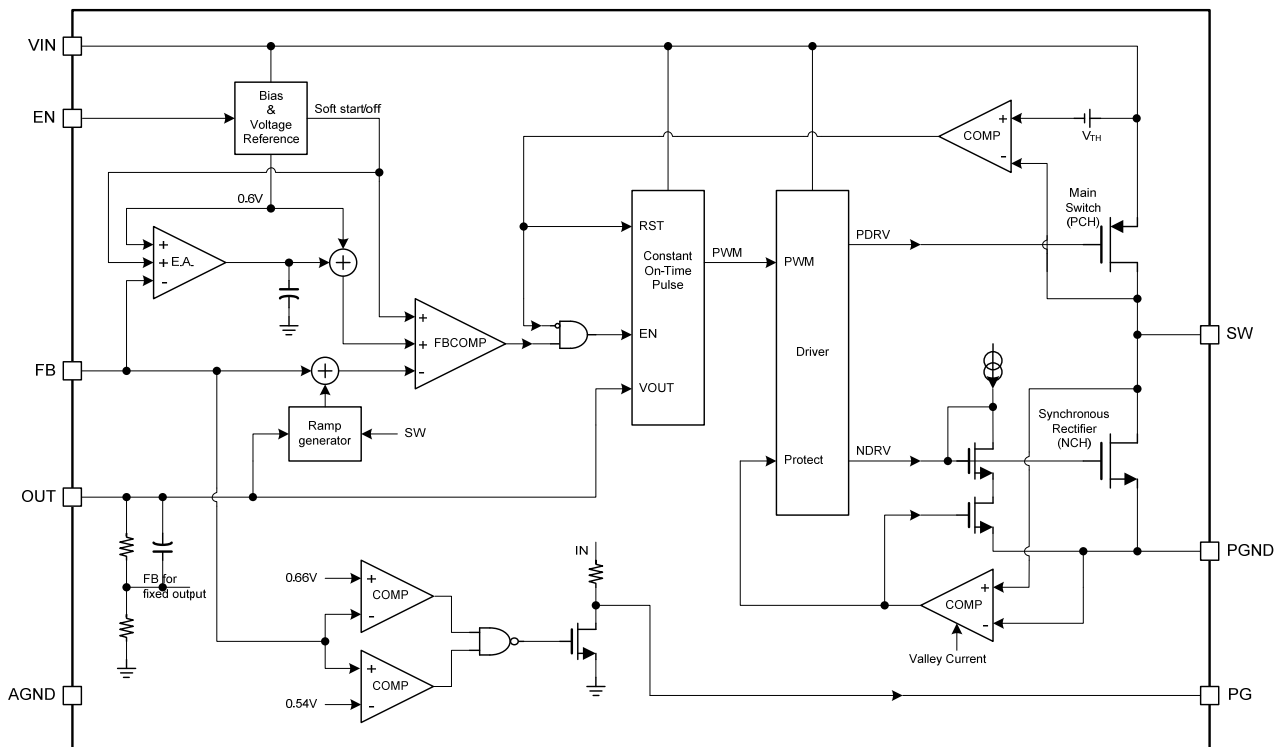 VIN
EN
Bias
&
Voltage
Reference
Soft start/off
0.6V
+
+ E.A.
-
+
+
+
-
FBCOMP
FB
+
Ramp
generator
SW
OUT
FB for
fixed output
AGND
0.66V
+
-
COMP
+
-
COMP
0.54V
IN
RST
Constant
On-Time
Pulse
EN
VOUT
PWM
PWM
Driver
Protect
PDRV
NDRV
COMP
+
-
VTH
Main
Switch
(PCH)
SW
Synchronous
Rectifier
(NCH)
PGND
COMP
+
-
Valley Current
PG